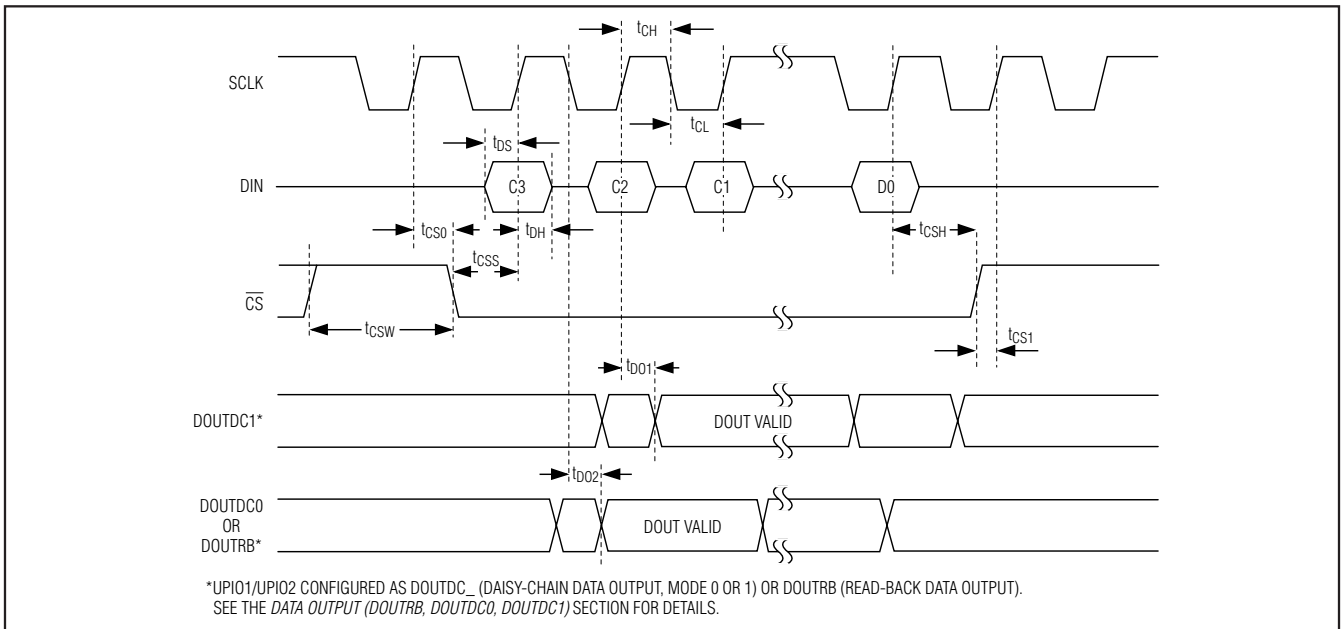 tCH
SCLK
tCL
tDS
DIN
C3
C2
C1
D0
tCS0
tDH
tCSH
tCSS
CS
tCSW
tCS1
tDO1
DOUTDC1*
DOUT VALID
tDO2
DOUTDC0
OR
DOUTRB*
DOUT VALID
*UPIO1/UPIO2 CONFIGURED AS DOUTDC_ (DAISY-CHAIN DATA OUTPUT, MODE 0 OR 1) OR DOUTRB (READ-BACK DATA OUTPUT).
SEE THE DATA OUTPUT (DOUTRB, DOUTDC0, DOUTDC1) SECTION FOR DETAILS.